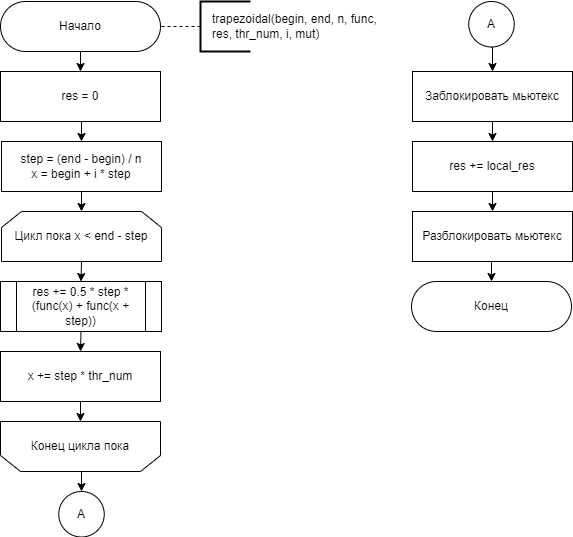 Начало
trapezoidal(begin, end, n, func,
res, thr_num, i, mut)
res = 0
step = (end - begin) / n
x = begin + i * step
Цикл пока x < end - step
res += 0.5 * step *
(func(x) + func(x +
step))
x += step * thr_num
Конец цикла пока
A
A
Заблокировать мьютекс
res += local_res
Разблокировать мьютекс
Конец